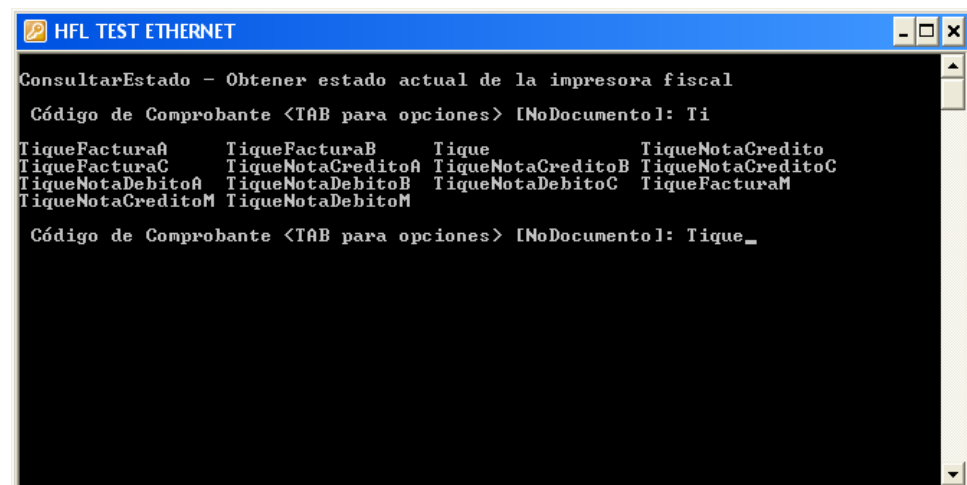 HFL TEST ETHERNET
ConsultarEstado - Obtener estado actual de la impresora fiscal
Código de Comprobante <TAB para opciones> [NoDocumento]: Ti
TiqueFacturaA TiqueFacturaB Tique TiqueNotaCredito
TiqueFacturaC TiqueNotaCreditoA TiqueNotaCreditoB TiqueNotaCreditoC
TiqueNotaDebitoA TiqueNotaDebitoB TiqueNotaDebitoC TiqueFacturaM
TiqueNotaCreditoM TiqueNotaDebitoM
Código de Comprobante <TAB para opciones> [NoDocumento]: Tique_